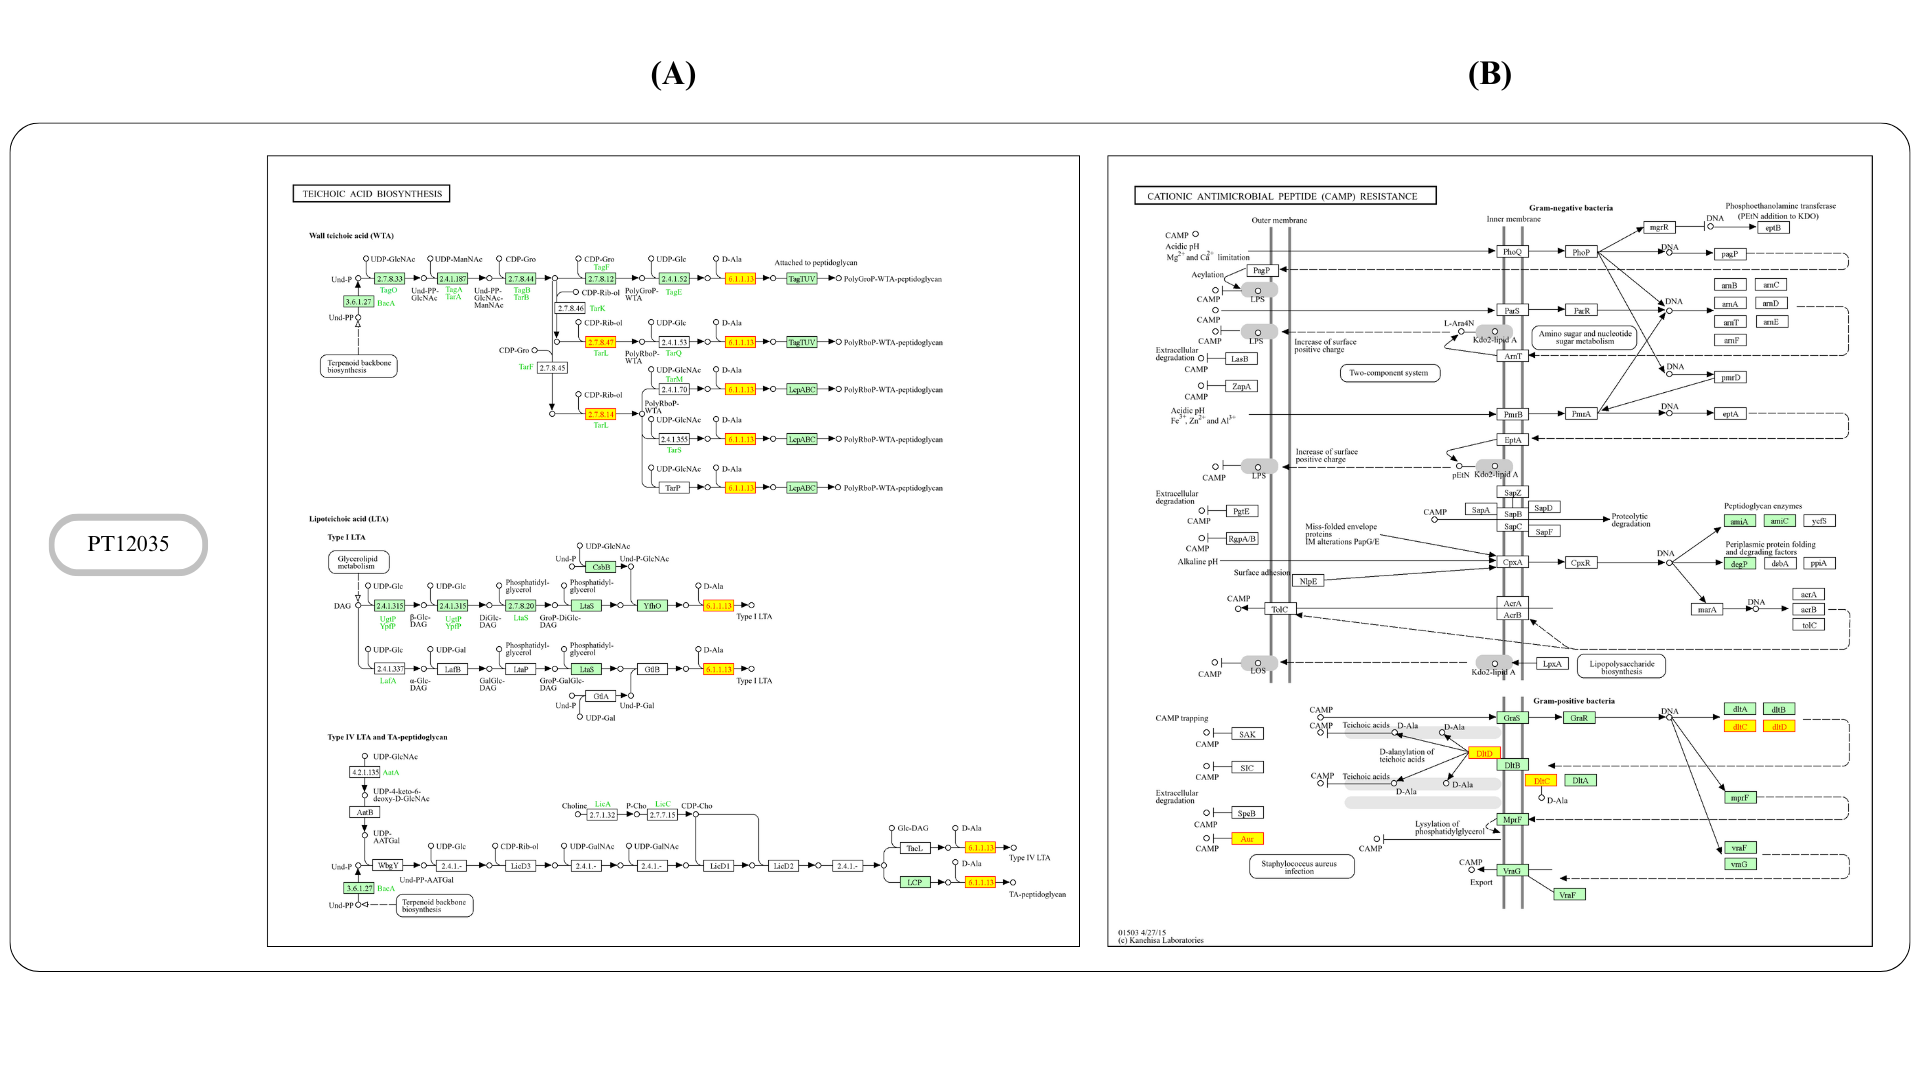 (A)
(B)
PT12035
TEICHOIC ACID BIOSYNTHESIS
Wall teichoic acid (WTA)
UDP-GlcNAc
UDP-ManNAc
CDP-Gro
CDP-Gro
UDP-Glc
D-Ala
Attached to peptidoglycan
TagF
Und-P
2.7.8.33
2.4.1.187
2.7.8.44
2.7.8.12
2.4.1.52
6.1.1.13
TagTUV
PolyGroP-WTA-peptidoglycan
TagO
Und-PP-
GlcNAc
TagA
TarA
Und-PP-
GlcNAc-
ManNAc
TagB
TarB
CDP-Rib-ol
PolyGroP-
WTA
TagE
3.6.1.27
BacA
2.7.8.46
TarK
Und-PP
CDP-Rib-ol
UDP-Glc
D-Ala
2.7.8.47
2.4.1.53
6.1.1.13
TagTUV
PolyRboP-WTA-peptidoglycan
TarL
PolyRboP-
WTA
TarQ
CDP-Gro
Terpenoid backbone
biosynthesis
TarF
2.7.8.45
UDP-GlcNAc
D-Ala
TarM
2.4.1.70
6.1.1.13
LcpABC
PolyRboP-WTA-peptidoglycan
CDP-Rib-ol
PolyRboP-
WTA
2.7.8.14
TarL
UDP-GlcNAc
D-Ala
2.4.1.355
6.1.1.13
LcpABC
PolyRboP-WTA-peptidoglycan
TarS
UDP-GlcNAc
D-Ala
TarP
6.1.1.13
LcpABC
PolyRboP-WTA-peptidoglycan
Lipoteichoic acid (LTA)
Type I LTA
Glycerolipid
metabolism
UDP-GlcNAc
Und-P
Und-P-GlcNAc
CsbB
UDP-Glc
UDP-Glc
Phosphatidyl-
glycerol
Phosphatidyl-
glycerol
D-Ala
DAG
2.4.1.315
2.4.1.315
2.7.8.20
LtaS
YfhO
6.1.1.13
UgtP
YpfP
β-Glc-
DAG
UgtP
YpfP
DiGlc-
DAG
LtaS
GroP-DiGlc-
DAG
Type I LTA
UDP-Glc
UDP-Gal
Phosphatidyl-
glycerol
Phosphatidyl-
glycerol
D-Ala
2.4.1.337
LafB
LtaP
LtaS
GtlB
6.1.1.13
LafA
α-Glc-
DAG
GalGlc-
DAG
GroP-GalGlc-
DAG
Type I LTA
GtlA
Und-P
Und-P-Gal
UDP-Gal
Type IV LTA and TA-peptidoglycan
UDP-GlcNAc
4.2.1.135
AatA
UDP-4-keto-6-
deoxy-D-GlcNAc
AatB
UDP-
AATGal
Choline
LicA
P-Cho
LicC
CDP-Cho
2.7.1.32
2.7.7.15
UDP-Glc
CDP-Rib-ol
UDP-GalNAc
UDP-GalNAc
Und-P
WbgY
2.4.1.-
LicD3
2.4.1.-
2.4.1.-
LicD1
LicD2
2.4.1.-
Und-PP-AATGal
Glc-DAG
D-Ala
TacL
6.1.1.13
Type IV LTA
D-Ala
LCP
6.1.1.13
TA-peptidoglycan
3.6.1.27
BacA
Und-PP
Terpenoid backbone
biosynthesis
CATIONIC ANTIMICROBIAL PEPTIDE (CAMP) RESISTANCE
Gram-negative bacteria
Outer membrane
Inner membrane
Phosphoethanolamine transferase
(PEtN addition to KDO)
CAMP
Acidic pH
Mg2+ and Ca2+ limitation
PhoQ
PhoP
mgrR
DNA
eptB
DNA
pagP
PagP
Acylation
CAMP
LPS
CAMP
ParS
ParR
DNA
arnB
arnC
arnA
arnD
arnT
arnE
arnF
LPS
CAMP
Increase of surface
positive charge
L-Ara4N
Kdo2-lipid A
Amino sugar and nucleotide
sugar metabolism
ArnT
Extracellular
degradation
CAMP
LasB
Two-component system
DNA
pmrD
CAMP
ZapA
Acidic pH
Fe3+, Zn2+ and Al3+
PmrB
PmrA
DNA
eptA
EptA
Increase of surface
positive charge
CAMP
LPS
pEtN
Kdo2-lipid A
Extracellular
degradation
CAMP
PgtE
CAMP
RgpA/B
CAMP
SapZ
SapA
SapB
SapD
SapC
SapF
Proteolytic
degradation
Peptidoglycan enzymes
amiA
amiC
ycfS
Miss-folded envelope
proteins
IM alterations PapG/E
Alkaline pH
CpxA
CpxR
DNA
Periplasmic protein folding
and degrading factors
degP
dsbA
ppiA
Surface adhesion
NlpE
CAMP
TolC
AcrA
AcrB
marA
DNA
acrA
acrB
tolC
CAMP
LOS
Kdo2-lipid A
LpxA
Lipopolysaccharide
biosynthesis
Gram-positive bacteria
CAMP trapping
CAMP
SAK
CAMP
SIC
Extracellular
degradation
CAMP
SpeB
CAMP
Aur
Staphylococcus aureus
infection
CAMP
GraS
GraR
DNA
dltA
dltB
dltC
dltD
CAMP
Teichoic acids
D-Ala
D-Ala
D-alanylation of
teichoic acids
DltD
DltB
CAMP
Teichoic acids
D-Ala
D-Ala
DltC
DltA
D-Ala
mprF
Lysylation of
phosphatidylglycerol
MprF
CAMP
vraF
vraG
CAMP
Export
VraG
VraF
01503 4/27/15
(c) Kanehisa Laboratories